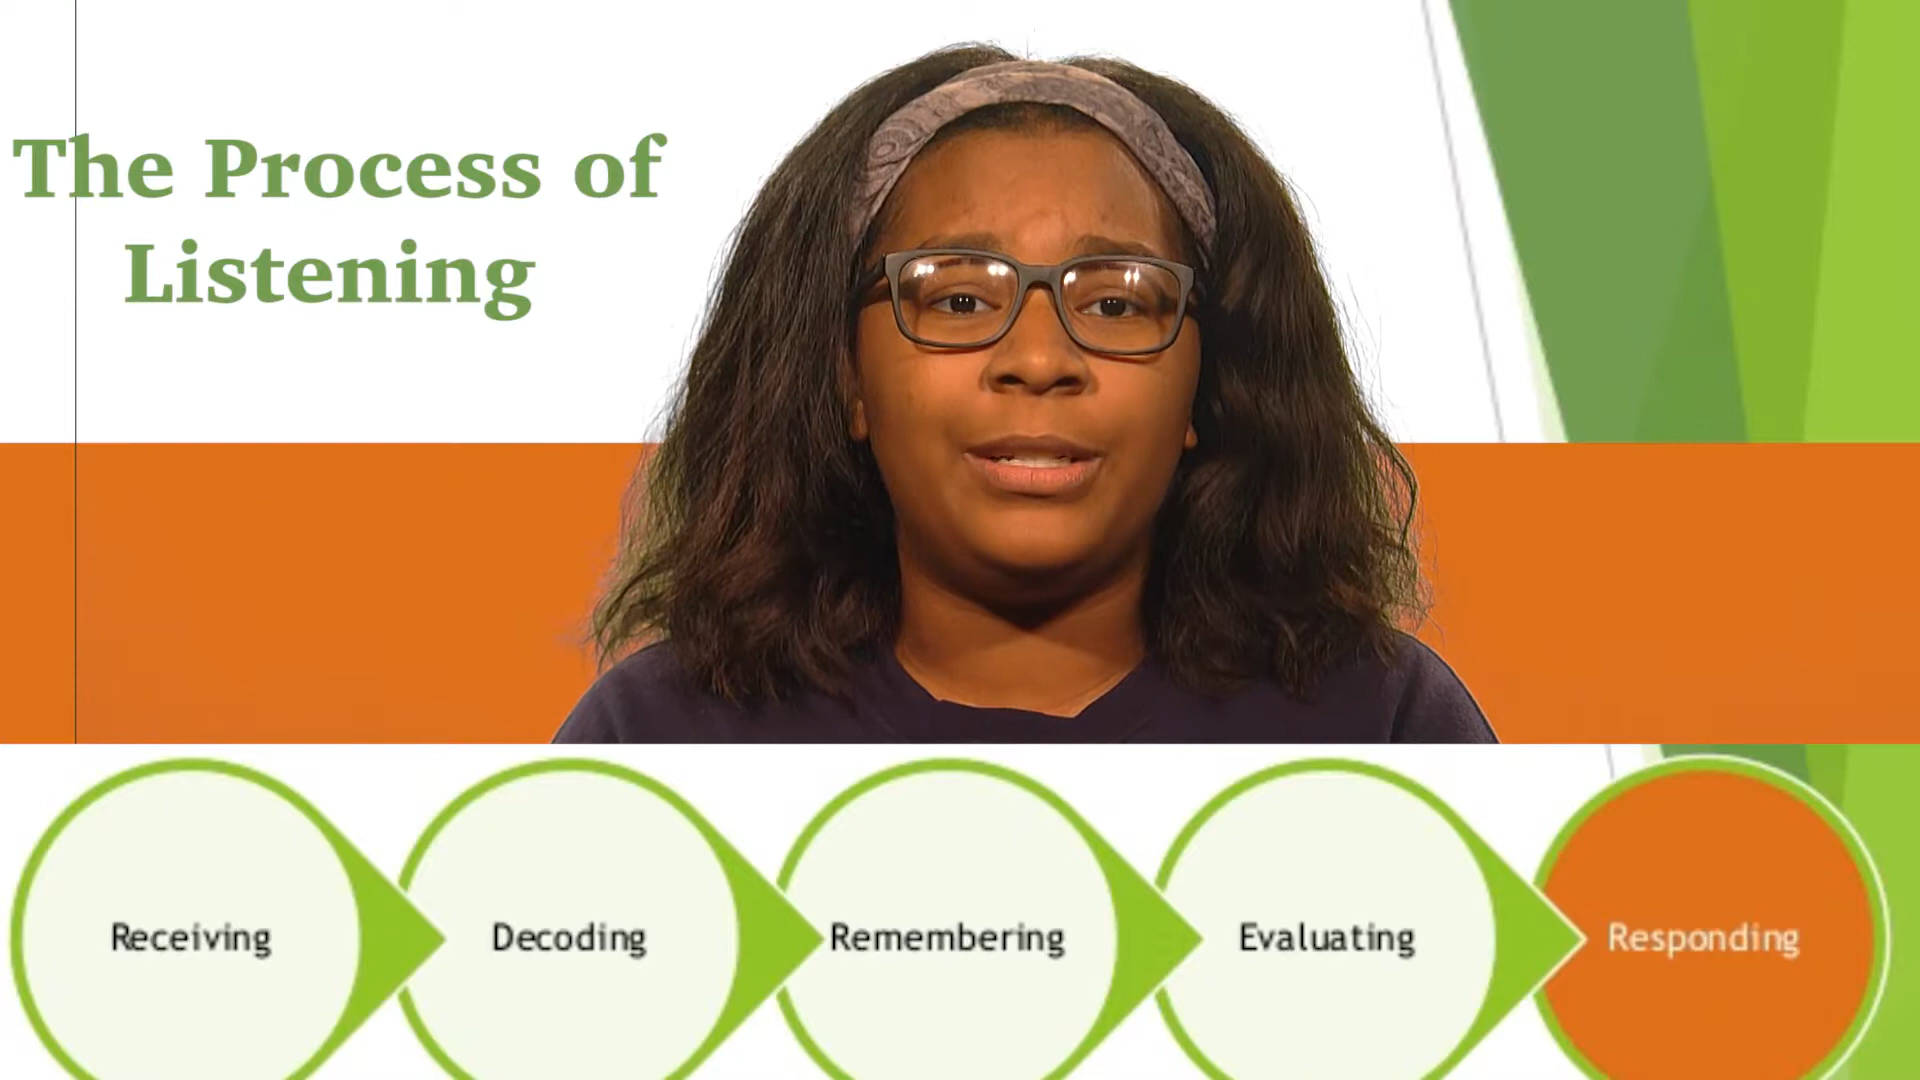 The Process of
Listening
Receiving
Decoding
Remembering
Evaluating
Responding